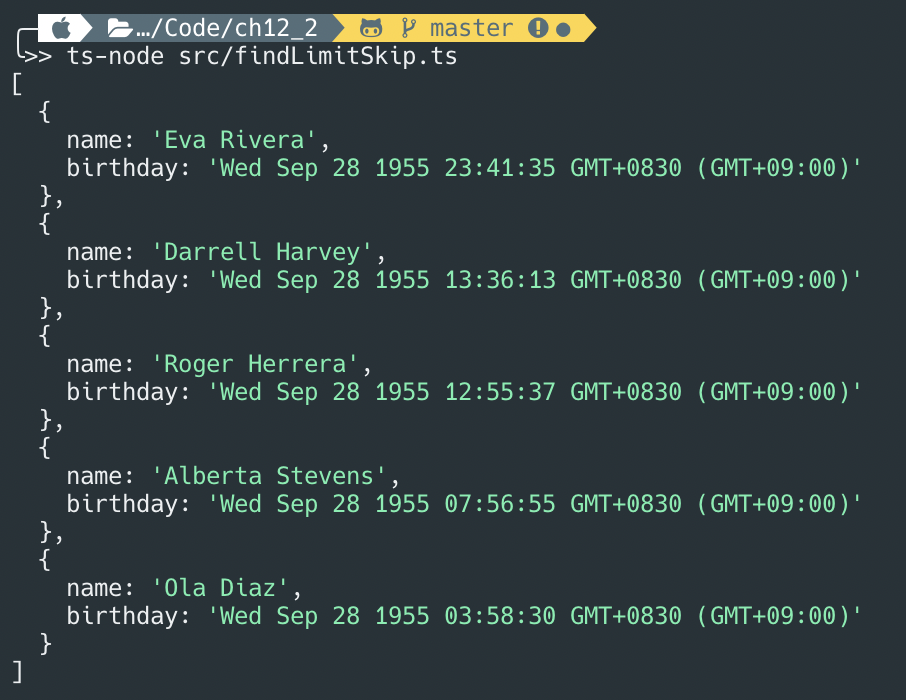 …/Code/ch12_2 master
>> ts-node src/findLimitSkip.ts
[
  {
    name: 'Eva Rivera',
    birthday: 'Wed Sep 28 1955 23:41:35 GMT+0830 (GMT+09:00)'
  },
  {
    name: 'Darrell Harvey',
    birthday: 'Wed Sep 28 1955 13:36:13 GMT+0830 (GMT+09:00)'
  },
  {
    name: 'Roger Herrera',
    birthday: 'Wed Sep 28 1955 12:55:37 GMT+0830 (GMT+09:00)'
  },
  {
    name: 'Alberta Stevens',
    birthday: 'Wed Sep 28 1955 07:56:55 GMT+0830 (GMT+09:00)'
  },
  {
    name: 'Ola Diaz',
    birthday: 'Wed Sep 28 1955 03:58:30 GMT+0830 (GMT+09:00)'
  }
]